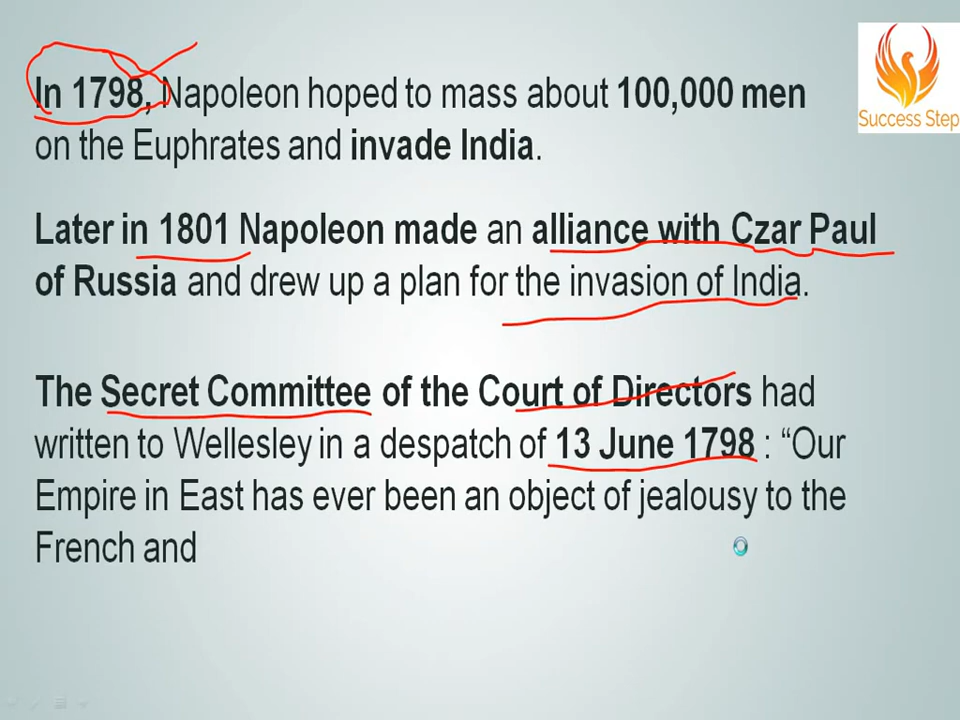 In 1798, Napoleon hoped to mass about 100,000 men
on the Euphrates and invade India.
Success Step
Later in 1801 Napoleon made an alliance with Czar Paul
of Russia and drew up a plan for the invasion of India.
The Secret Committee of the Court of Directors had
written to Wellesley in a despatch of 13 June 1798 : “Our
Empire in East has ever been an object of jealousy to the
French and